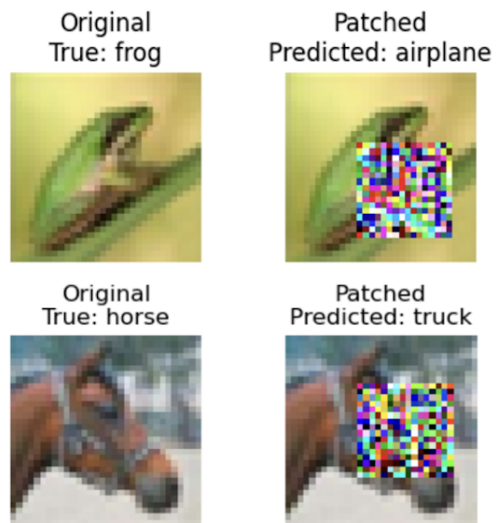 Original
True: frog
Patched
Predicted: airplane
Original
True: horse
Patched
Predicted: truck